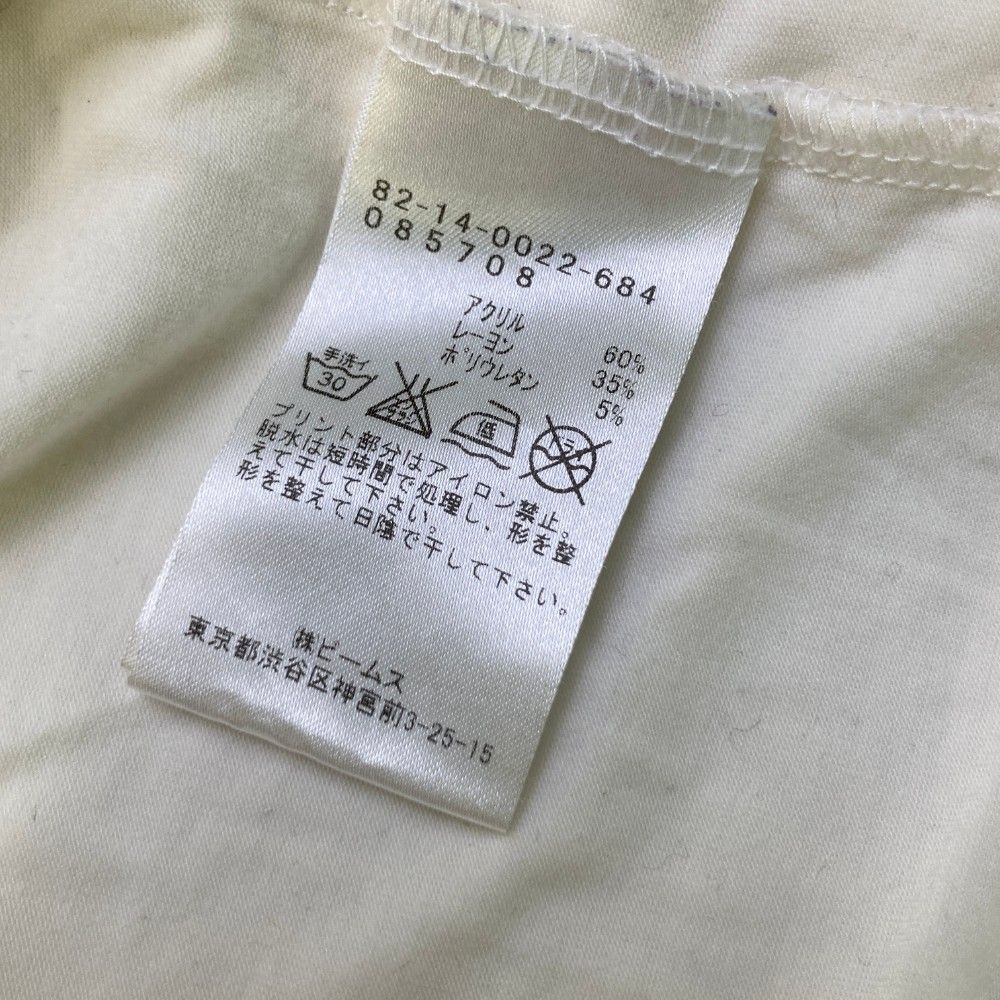 82-14-0022-684
085708
アクリル 60%
レーヨン 35%
ポリウレタン 5%
手洗イ
30
低
プリント部分はアイロン禁止。
脱水は短時間で処理し、形を整
えて干して下さい。
形を整えて日陰で干して下さい。
㈱ビームス
東京都渋谷区神宮前3-25-15